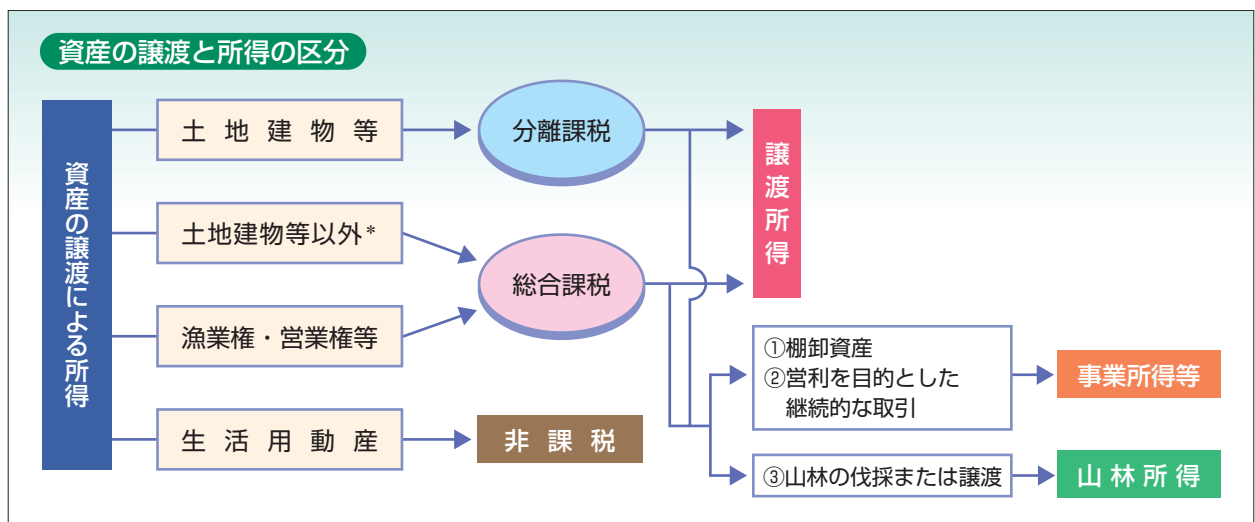 資産の譲渡と所得の区分
資産の譲渡による所得
土地建物等
分離課税
譲渡所得
土地建物等以外*
総合課税
漁業権・営業権等
①棚卸資産
②営利を目的とした
継続的な取引
事業所得等
生活用動産
非課税
③山林の伐採または譲渡
山林所得